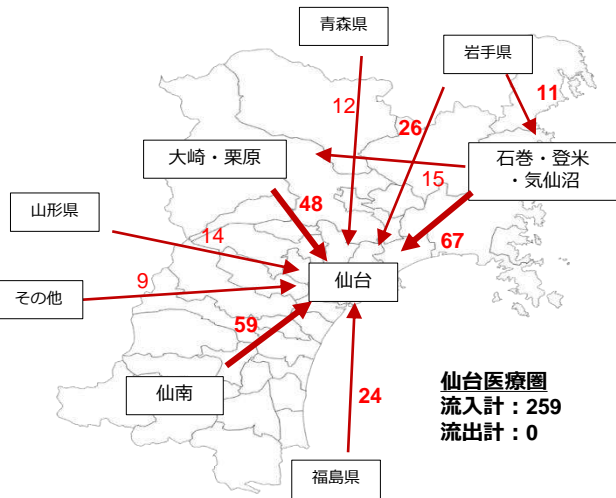 青森県
岩手県
12
11
26
大崎・栗原
石巻・登米
・気仙沼
15
48
山形県
14
67
仙台
9
その他
59
仙南
24
仙台医療圏
流入計：259
流出計：0
福島県